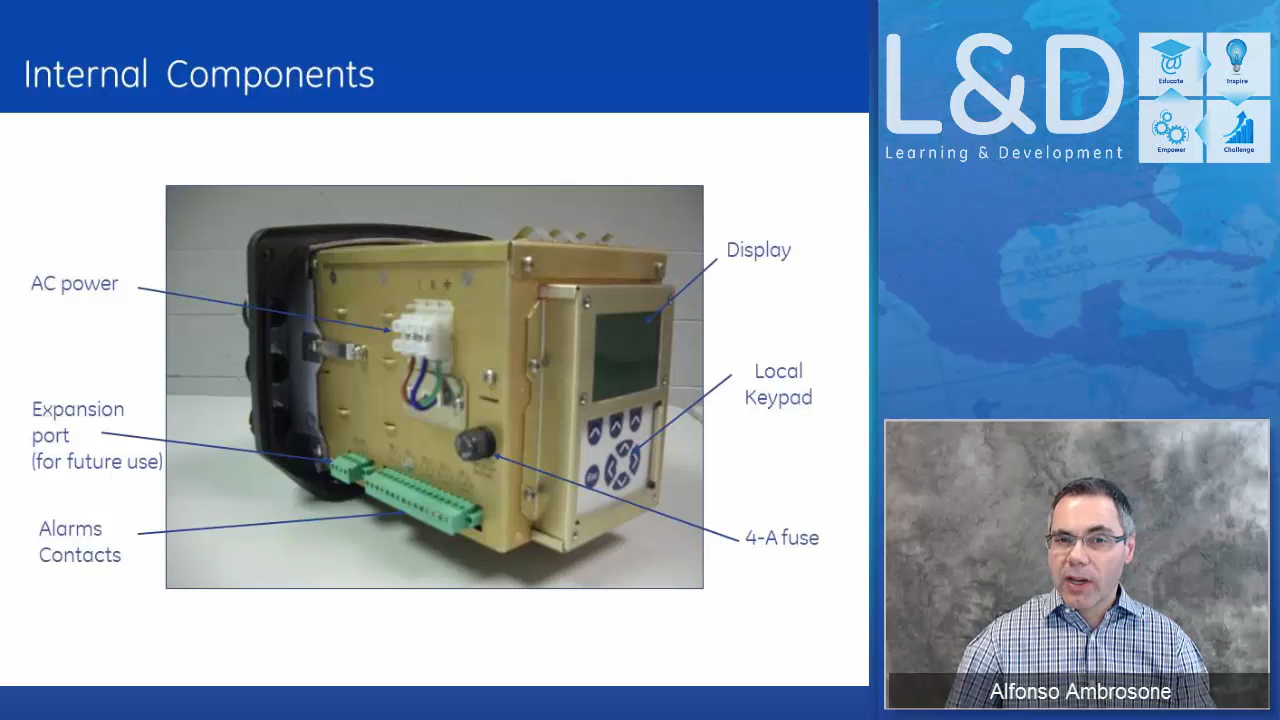 Internal Components
AC power
Expansion
port
(for future use)
Alarms
Contacts
Display
Local
Keypad
4-A fuse
Esc
L&D
Learning & Development
Educate
Inspire
Empower
Challenge
Alfonso Ambrosone